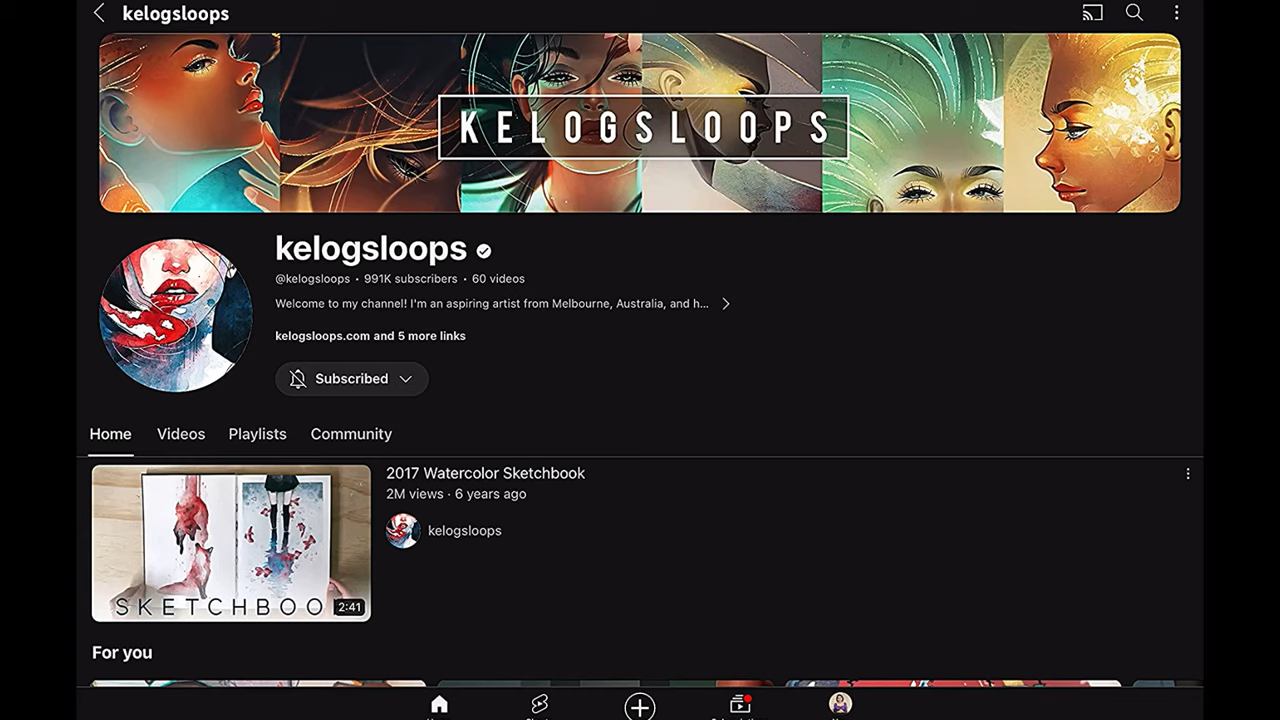 kelogsloops
KELOGSLOOPS
kelogsloops
@kelogsloops • 991K subscribers • 60 videos
Welcome to my channel! I'm an aspiring artist from Melbourne, Australia, and h...
kelogsloops.com and 5 more links
Subscribed
Home Videos Playlists Community
2017 Watercolor Sketchbook
2M views · 6 years ago
kelogsloops
SKETCHBOO
2:41
For you